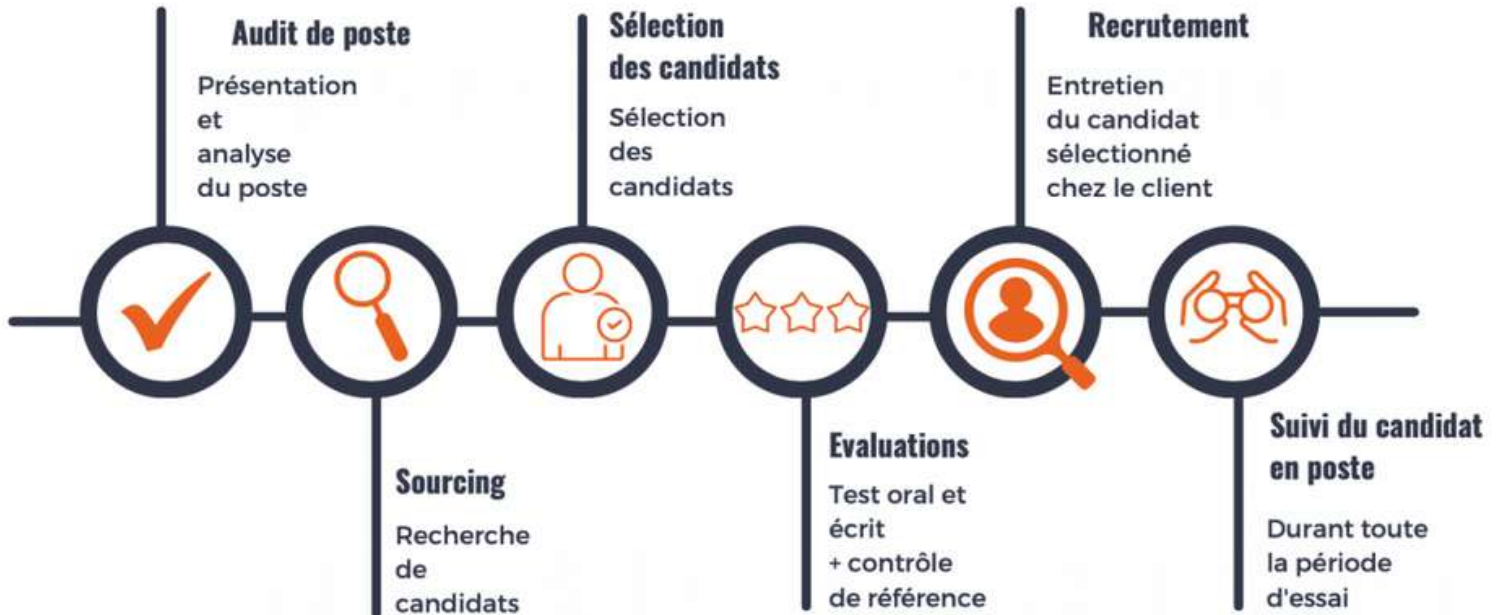 Audit de poste
Présentation
et
analyse
du poste
Sourcing
Recherche
de
candidats
Sélection
des candidats
Sélection
des
candidats
Evaluations
Test oral et
écrit
+ contrôle
de référence
Recrutement
Entretien
du candidat
sélectionné
chez le client
Suivi du candidat
en poste
Durant toute
la période
d'essai